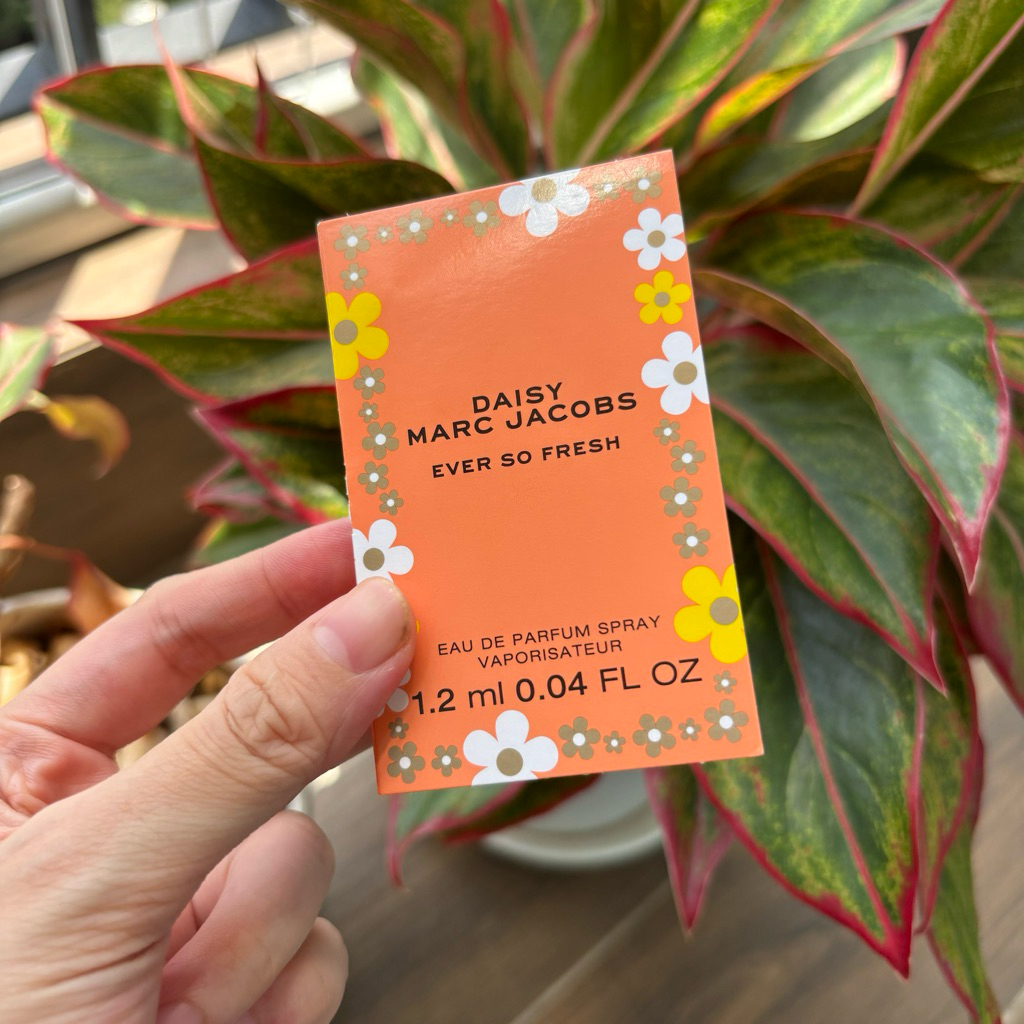 DAISY
MARC JACOBS
EVER SO FRESH
EAU DE PARFUM SPRAY
VAPORISATEUR
1.2 ml 0.04 FL OZ